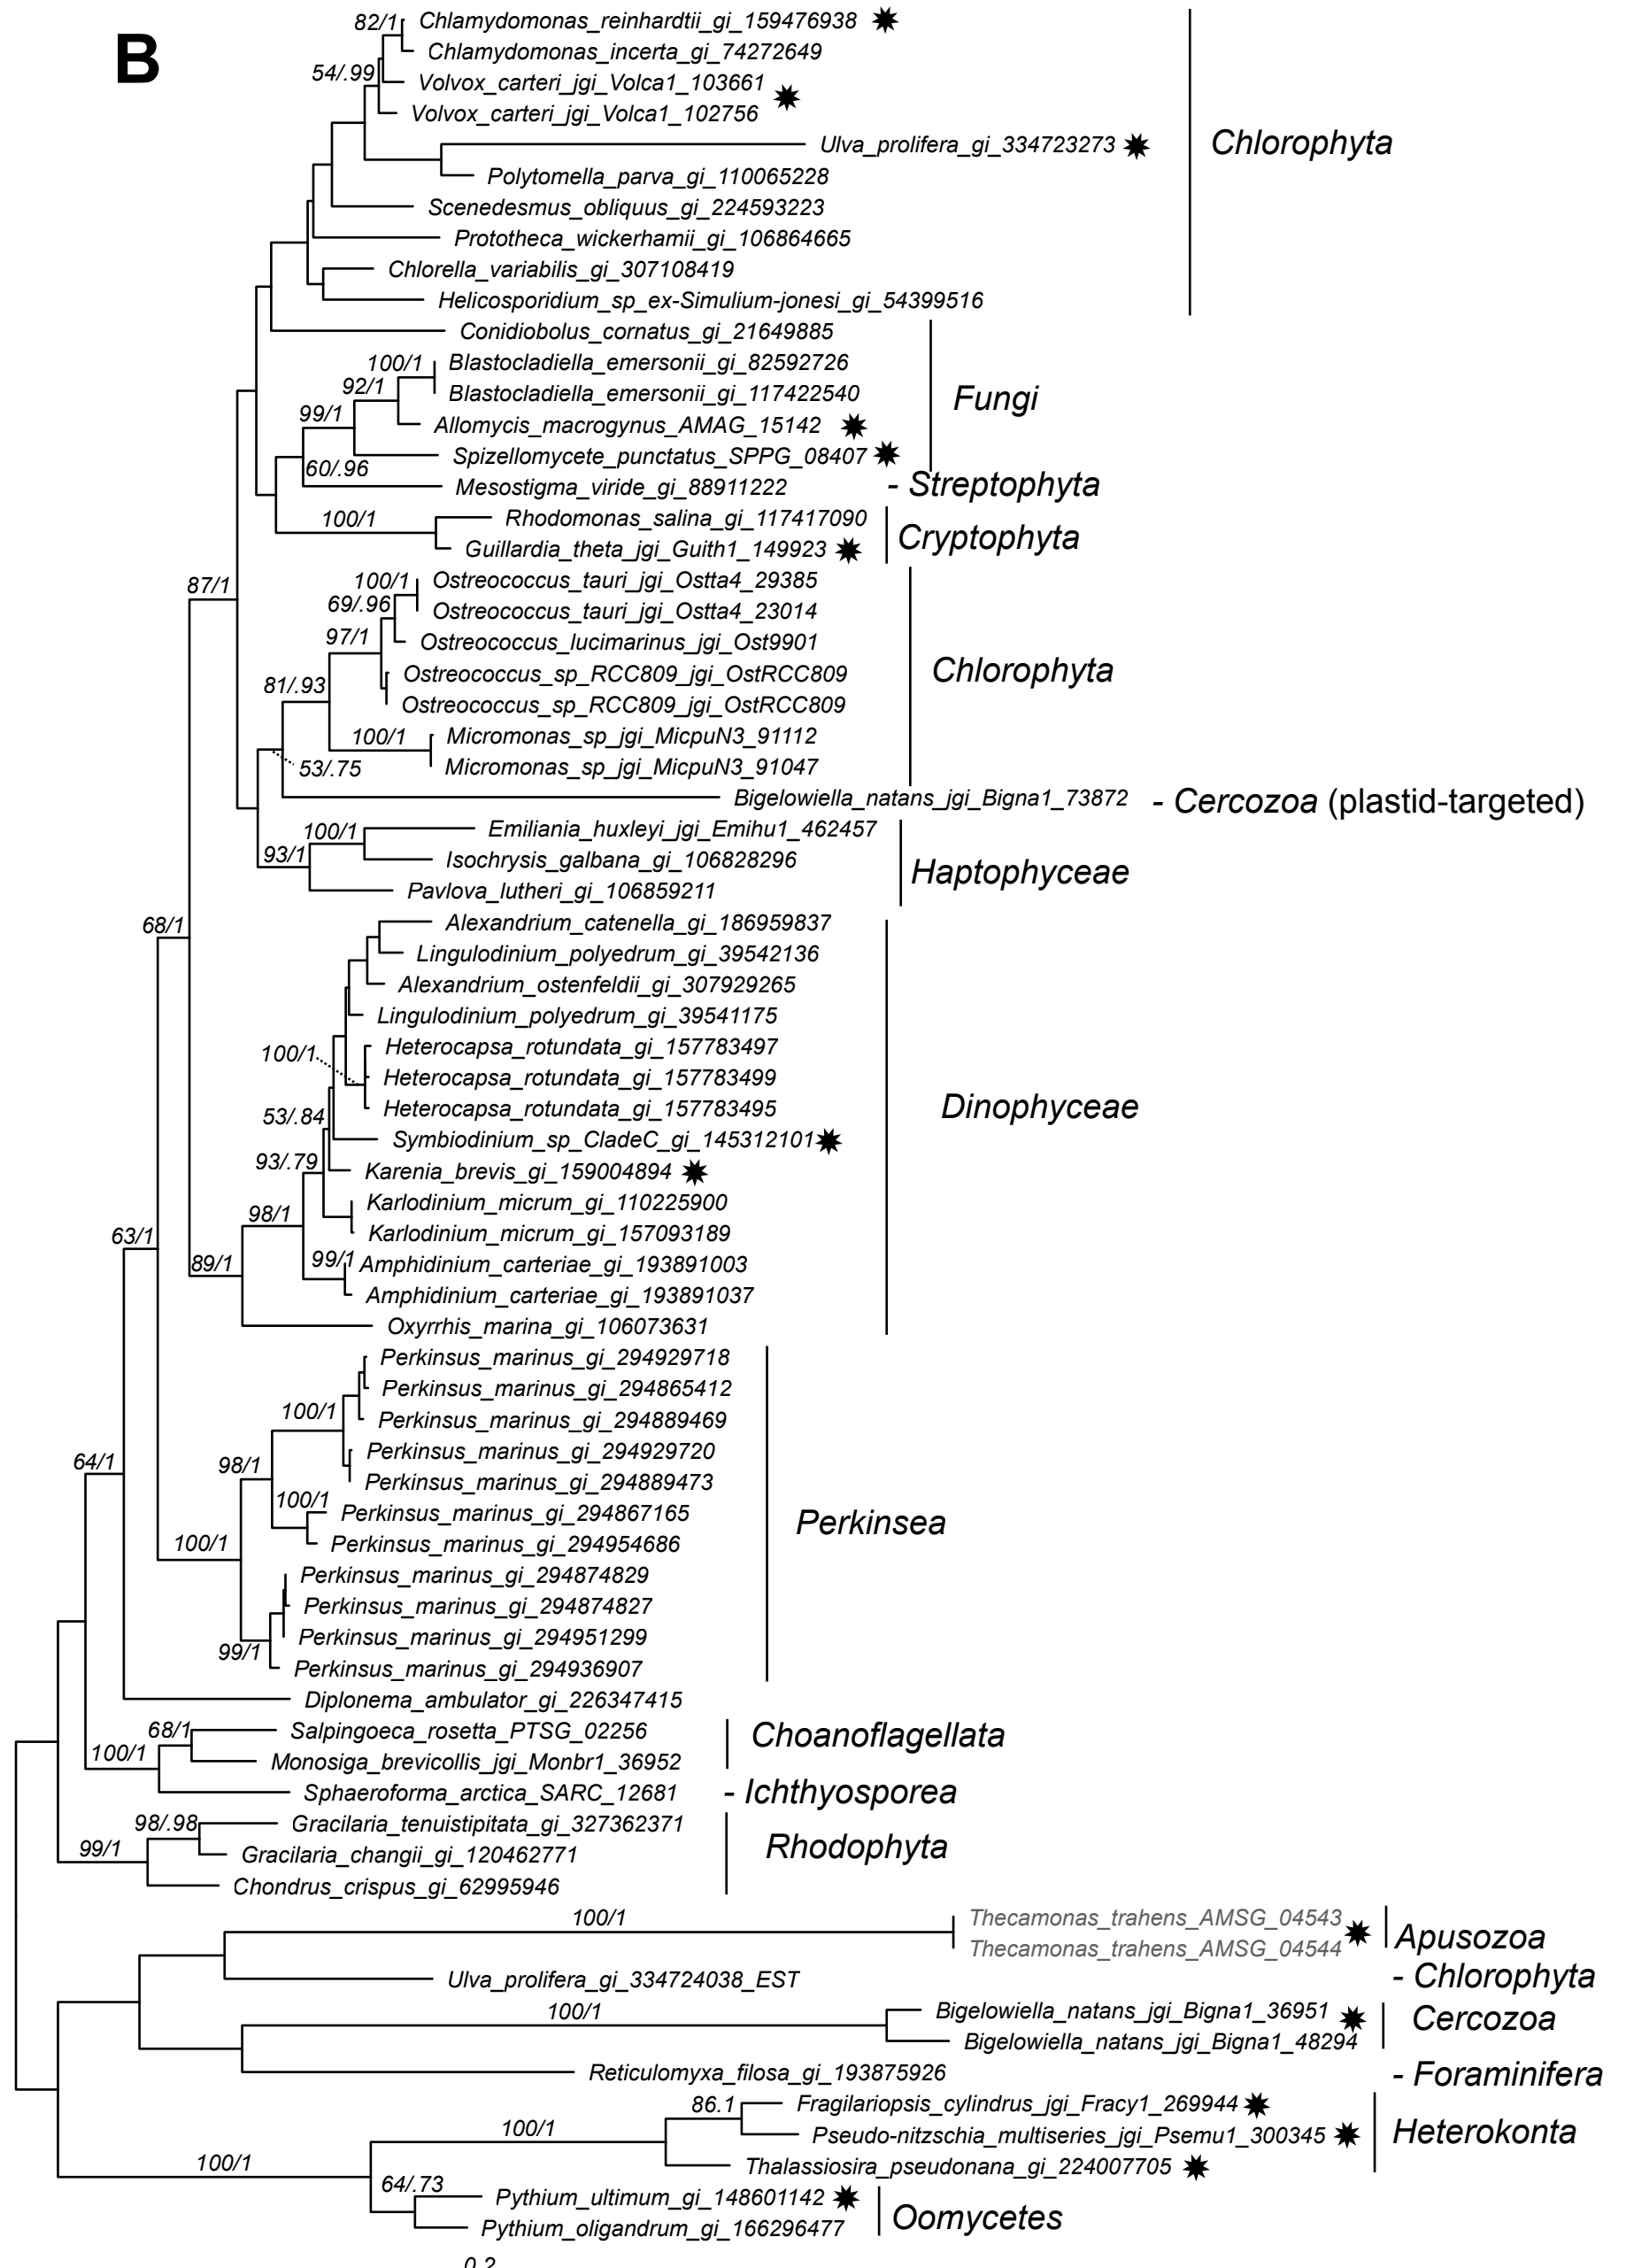 B
82/1
Chlamydomonas_reinhardtii_gi_159476938
Chlamydomonas_incerta_gi_74272649
54/.99
Volvox_carteri_jgi_Volca1_103661
Volvox_carteri_jgi_Volca1_102756
Ulva_prolifera_gi_334723273
Chlorophyta
Polytomella_parva_gi_110065228
Scenedesmus_obliquus_gi_224593223
Prototheca_wickerhamii_gi_106864665
Chlorella_variabilis_gi_307108419
Helicosporidium_sp_ex-Simulium-jonesi_gi_54399516
Conidiobolus_cornatus_gi_21649885
100/1
Blastocladiella_emersonii_gi_82592726
92/1
Blastocladiella_emersonii_gi_117422540
Fungi
99/1
Allomycis_macrogynus_AMAG_15142
Spizellomycete_punctatus_SPPG_08407
60/.96
Mesostigma_viride_gi_88911222
- Streptophyta
100/1
Rhodomonas_salina_gi_117417090
Cryptophyta
Guillardia_theta_jgi_Guith1_149923
87/1
100/1
Ostreococcus_tauri_jgi_Ostta4_29385
69/.96
Ostreococcus_tauri_jgi_Ostta4_23014
97/1
Ostreococcus_lucimarinus_jgi_Ost9901
Chlorophyta
81/.93
Ostreococcus_sp_RCC809_jgi_OstRCC809
Ostreococcus_sp_RCC809_jgi_OstRCC809
100/1
Micromonas_sp_jgi_MicpuN3_91112
53/.75
Micromonas_sp_jgi_MicpuN3_91047
Bigelowiella_natans_jgi_Bigna1_73872
- Cercozoa (plastid-targeted)
100/1
Emiliania_huxleyi_jgi_Emihu1_462457
93/1
Isochrysis_galbana_gi_106828296
Haptophyceae
Pavlova_lutheri_gi_106859211
68/1
Alexandrium_catenella_gi_186959837
Lingulodinium_polyedrum_gi_39542136
Alexandrium_ostenfeldii_gi_307929265
Lingulodinium_polyedrum_gi_39541175
100/1
Heterocapsa_rotundata_gi_157783497
Heterocapsa_rotundata_gi_157783499
Heterocapsa_rotundata_gi_157783495
Dinophyceae
53/.84
Symbiodinium_sp_CladeC_gi_145312101
93/.79
Karenia_brevis_gi_159004894
Karlodinium_micrum_gi_110225900
98/1
Karlodinium_micrum_gi_157093189
63/1
89/1
99/1
Amphidinium_carteriae_gi_193891003
Amphidinium_carteriae_gi_193891037
Oxyrrhis_marina_gi_106073631
Perkinsus_marinus_gi_294929718
Perkinsus_marinus_gi_294865412
100/1
Perkinsus_marinus_gi_294889469
Perkinsus_marinus_gi_294929720
64/1
98/1
Perkinsus_marinus_gi_294889473
100/1
Perkinsus_marinus_gi_294867165
Perkinsea
100/1
Perkinsus_marinus_gi_294954686
Perkinsus_marinus_gi_294874829
Perkinsus_marinus_gi_294874827
Perkinsus_marinus_gi_294951299
99/1
Perkinsus_marinus_gi_294936907
Diplonema_ambulator_gi_226347415
68/1
Salpingoeca_rosetta_PTSG_02256
Choanoflagellata
100/1
Monosiga_brevicollis_jgi_Monbr1_36952
Sphaeroforma_arctica_SARC_12681
- Ichthyosporea
98/.98
Gracilaria_tenuistipitata_gi_327362371
99/1
Gracilaria_changii_gi_120462771
Rhodophyta
Chondrus_crispus_gi_62995946
100/1
Thecamonas_trahens_AMSG_04543
Apusozoa
Thecamonas_trahens_AMSG_04544
Ulva_prolifera_gi_334724038_EST
- Chlorophyta
100/1
Bigelowiella_natans_jgi_Bigna1_36951
Cercozoa
Bigelowiella_natans_jgi_Bigna1_48294
Reticulomyxa_filosa_gi_193875926
- Foraminifera
86.1
Fragilariopsis_cylindrus_jgi_Fracy1_269944
100/1
Pseudo-nitzschia_multiseries_jgi_Psemu1_300345
Heterokonta
100/1
Thalassiosira_pseudonana_gi_224007705
64/.73
Pythium_ultimum_gi_148601142
Oomycetes
Pythium_oligandrum_gi_166296477
0.2